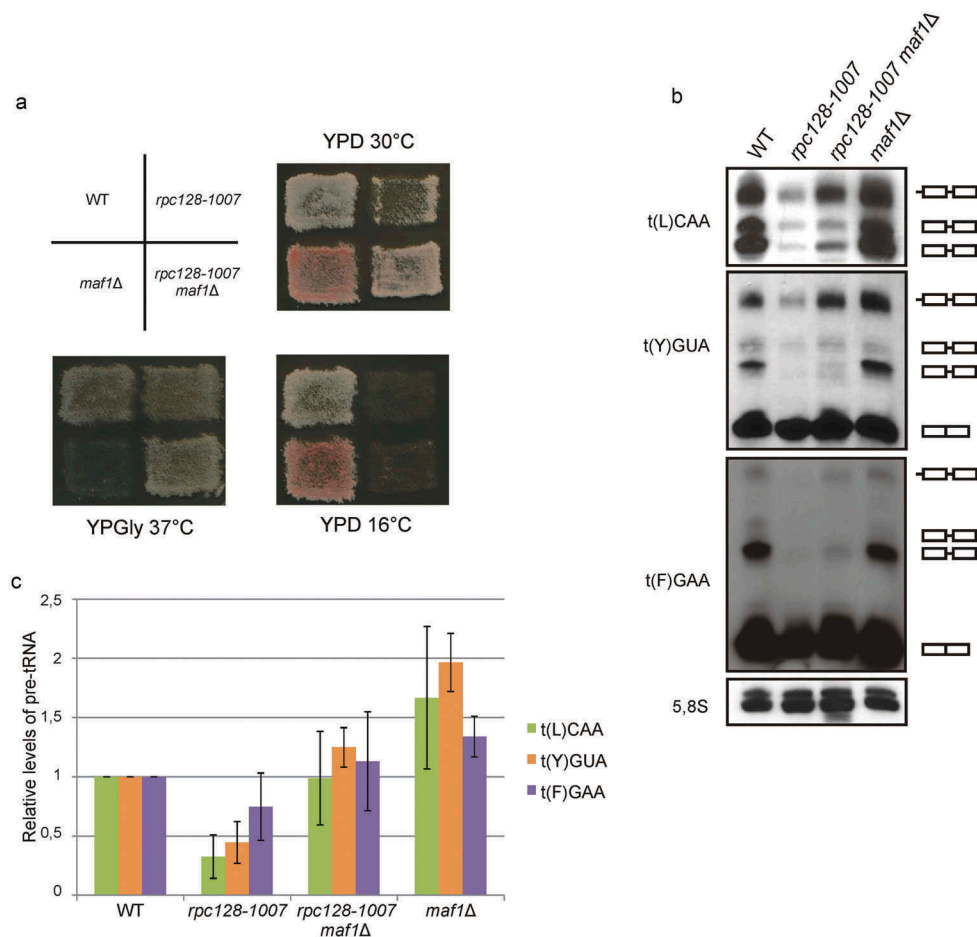 a
YPD 30°C
WT
rpc128-1007
maf1Δ
rpc128-1007
maf1Δ
YPGly 37°C
YPD 16°C
b
WT
rpc128-1007
rpc128-1007 maf1Δ
maf1Δ
t(L)CAA
t(Y)GUA
t(F)GAA
5,8S
c
Relative levels of pre-tRNA
2,5
2
1,5
1
0,5
0
WT
rpc128-1007
rpc128-1007
maf1Δ
maf1Δ
t(L)CAA
t(Y)GUA
t(F)GAA